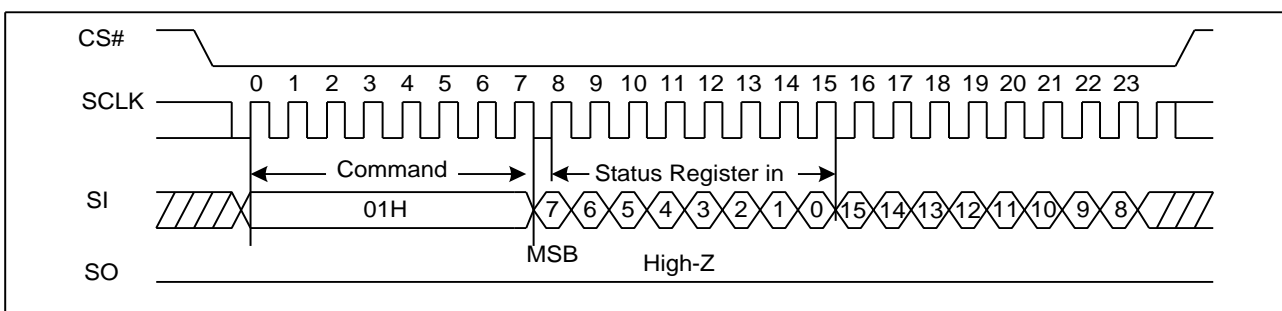 CS#
0 1 2 3 4 5 6 7 8 9 10 11 12 13 14 15 16 17 18 19 20 21 22 23
SCLK
Command Status Register in
SI 01H 7 6 5 4 3 2 1 0 15 14 13 12 11 10 9 8
MSB
SO High-Z